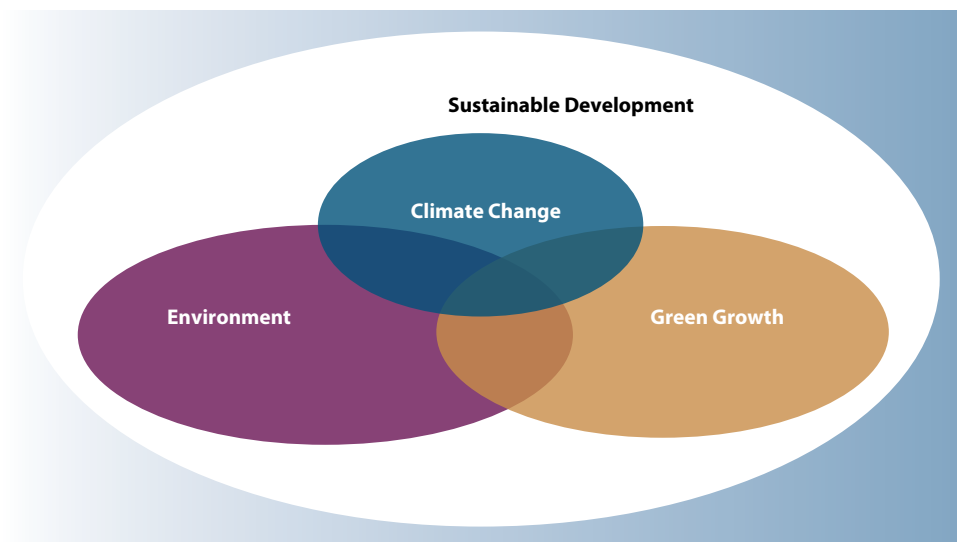 Sustainable Development
Climate Change
Environment
Green Growth